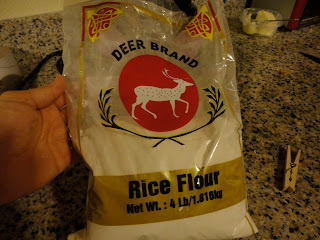 DEER BRAND
Rice Flour
Net Wt. : 4 Lb/1.816kg